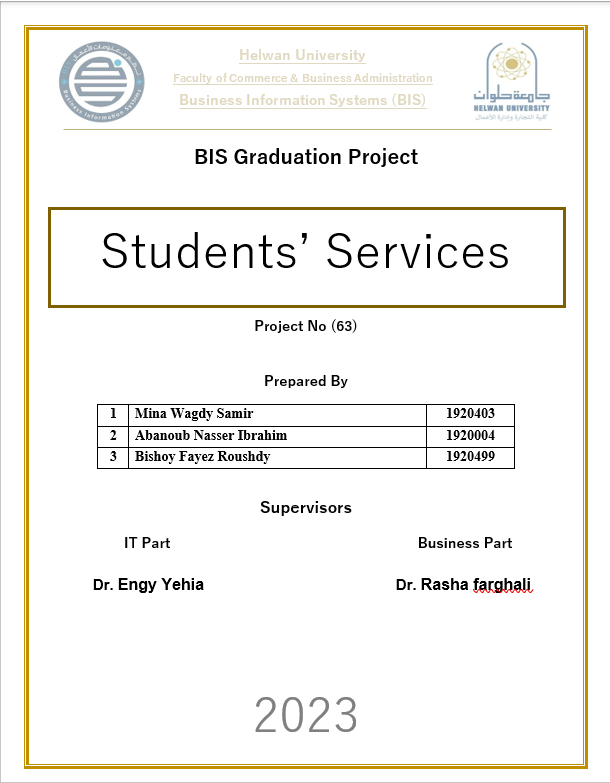 نظم معلومات الأعمال
Business Information Systems
Helwan University
Faculty of Commerce & Business Administration
Business Information Systems (BIS)
جامعة حلوان
HELWAN UNIVERSITY
كلية التجارة وإدارة الأعمال
BIS Graduation Project
Students’ Services
Project No (63)
Prepared By
1 Mina Wagdy Samir 1920403
2 Abanoub Nasser Ibrahim 1920004
3 Bishoy Fayez Roushdy 1920499
Supervisors
IT Part Business Part
Dr. Engy Yehia Dr. Rasha farghali
2023